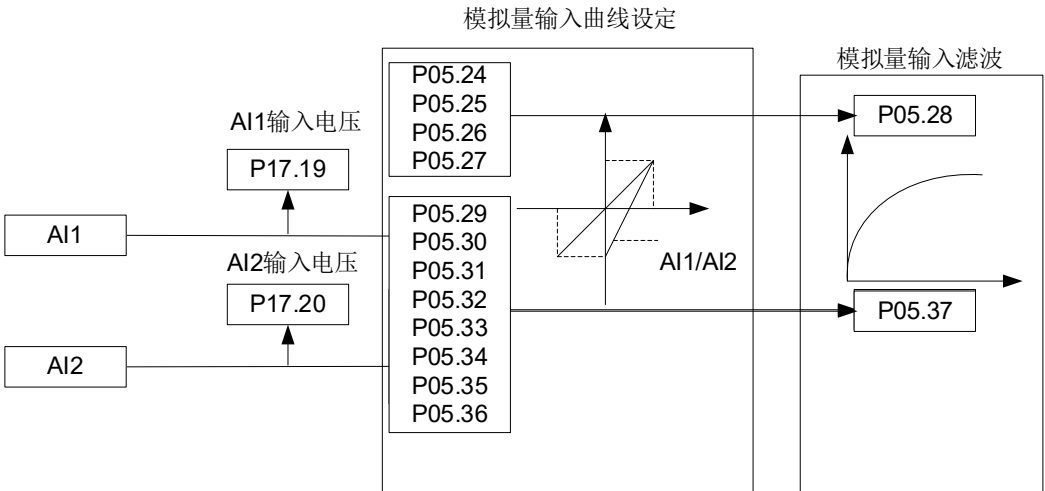 模拟量输入曲线设定
模拟量输入滤波
P05.24
P05.25
P05.26
P05.27
P05.28
AI1输入电压
P17.19
AI1
P05.29
P05.30
P05.31
P05.32
P05.33
P05.34
P05.35
P05.36
AI1/AI2
AI2输入电压
P17.20
P05.37
AI2